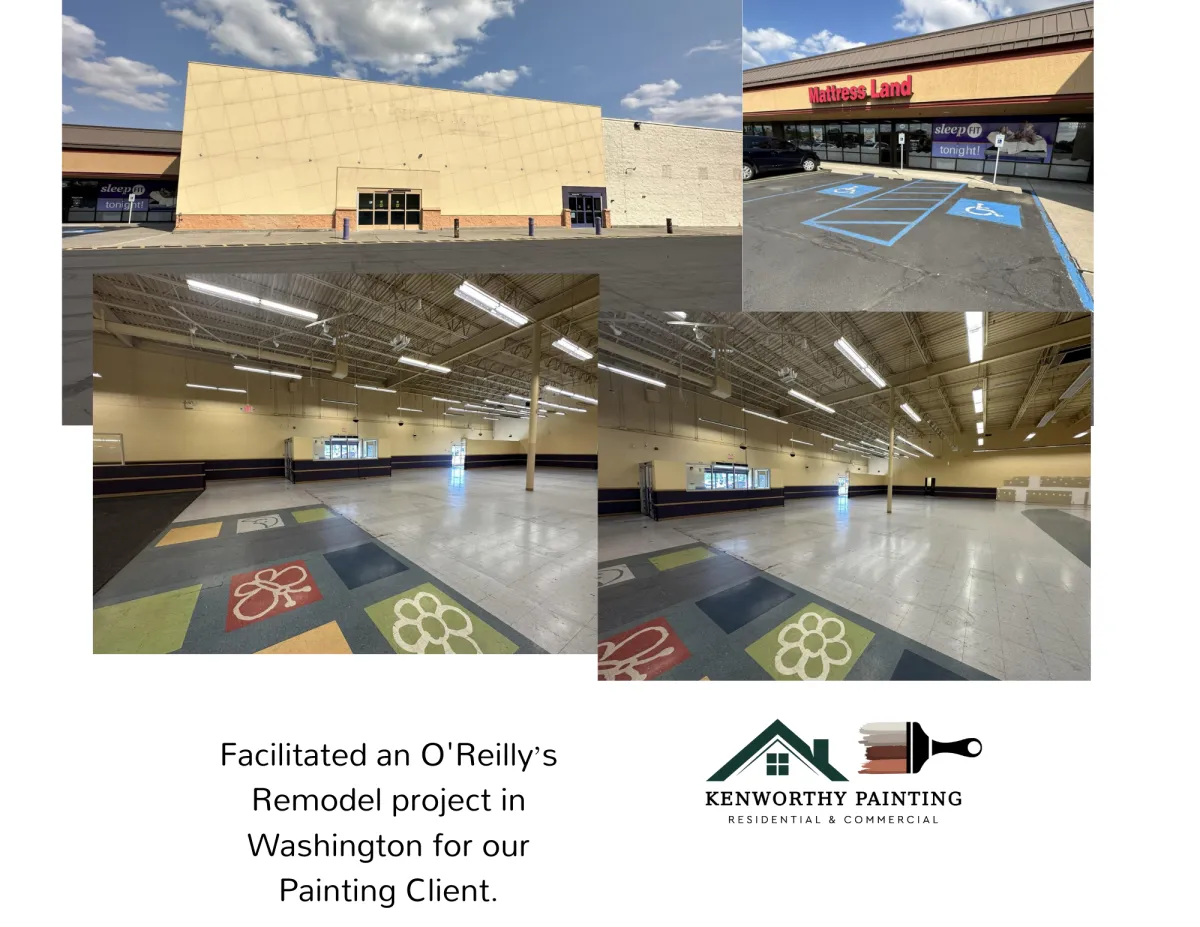 Mattress Land
sleep FIT
tonight!
sleep FIT
tonight!
Facilitated an O'Reilly’s
Remodel project in
Washington for our
Painting Client.
KENWORTHY PAINTING
RESIDENTIAL & COMMERCIAL